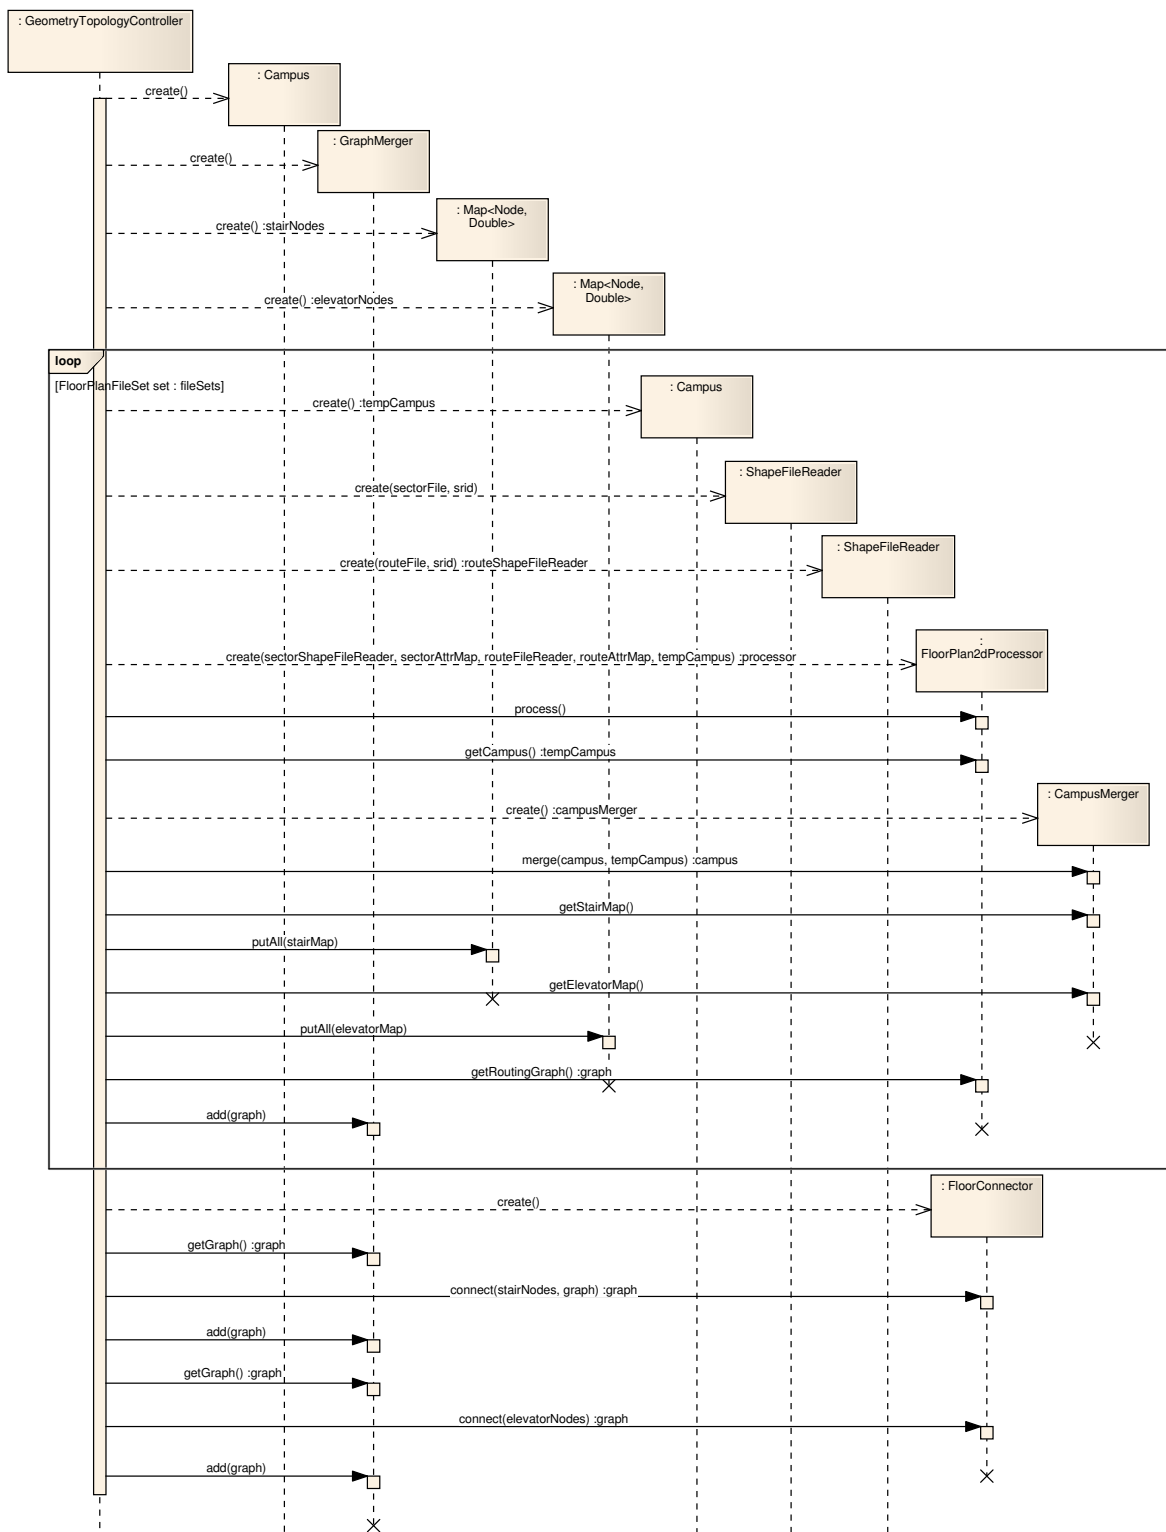 : GeometryTopologyController
: Campus
create()
: GraphMerger
create()
: Map<Node,
Double>
create() :stairNodes
: Map<Node,
Double>
create() :elevatorNodes
loop
[FloorPlanFileSet set : fileSets]
: Campus
create() :tempCampus
: ShapeFileReader
create(sectorFile, srid)
: ShapeFileReader
create(routeFile, srid) :routeShapeFileReader
:
FloorPlan2dProcessor
create(sectorShapeFileReader, sectorAttrMap, routeFileReader, routeAttrMap, tempCampus) :processor
process()
getCampus() :tempCampus
: CampusMerger
create() :campusMerger
merge(campus, tempCampus) :campus
getStairMap()
putAll(stairMap)
getElevatorMap()
putAll(elevatorMap)
getRoutingGraph() :graph
add(graph)
: FloorConnector
create()
getGraph() :graph
connect(stairNodes, graph) :graph
add(graph)
getGraph() :graph
connect(elevatorNodes) :graph
add(graph)